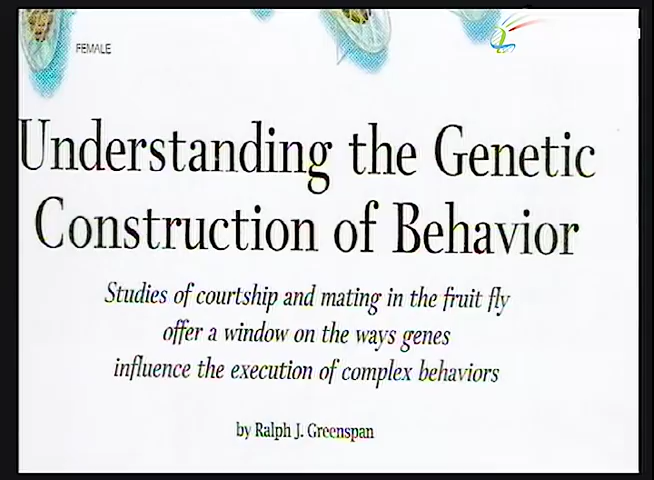 FEMALE
Understanding the Genetic
Construction of Behavior
Studies of courtship and mating in the fruit fly
offer a window on the ways genes
influence the execution of complex behaviors
by Ralph J. Greenspan